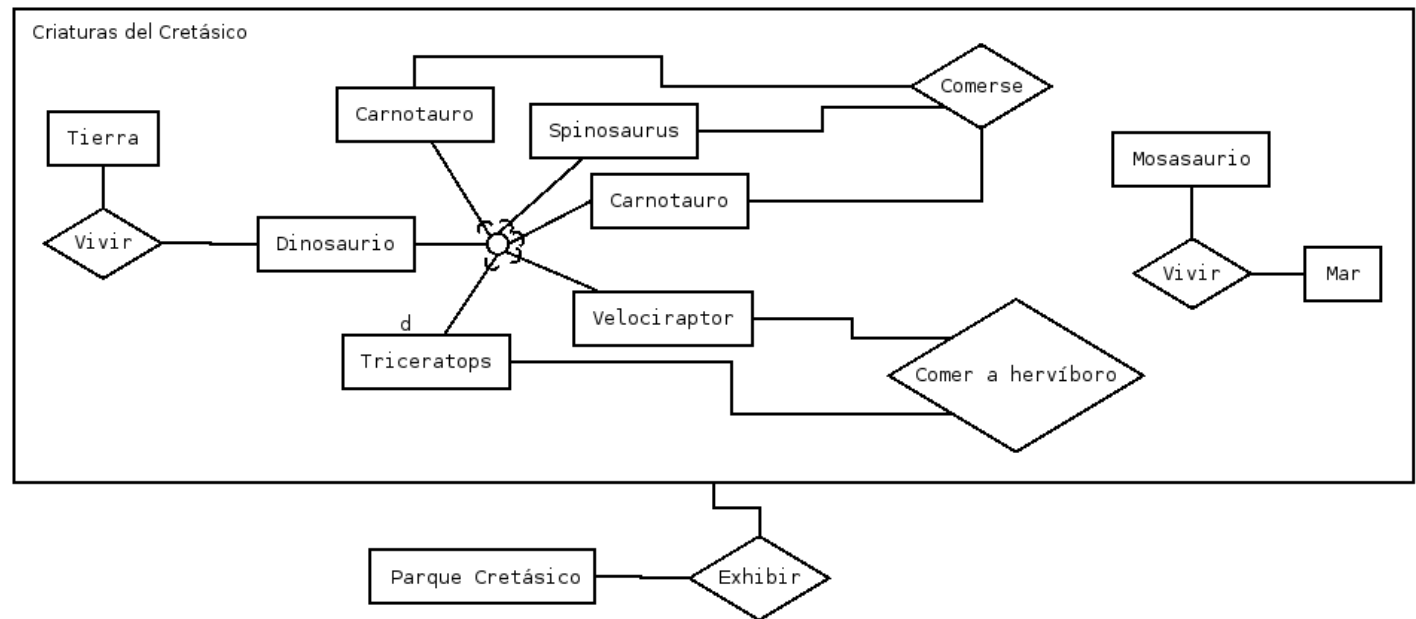 Criaturas del Cretásico
Comerse
Carnotauro
Spinosaurus
Tierra
Mosasaurio
Carnotauro
Vivir
Dinosaurio
Vivir
Mar
Velociraptor
d
Triceratops
Comer a hervíboro
Parque Cretásico
Exhibir